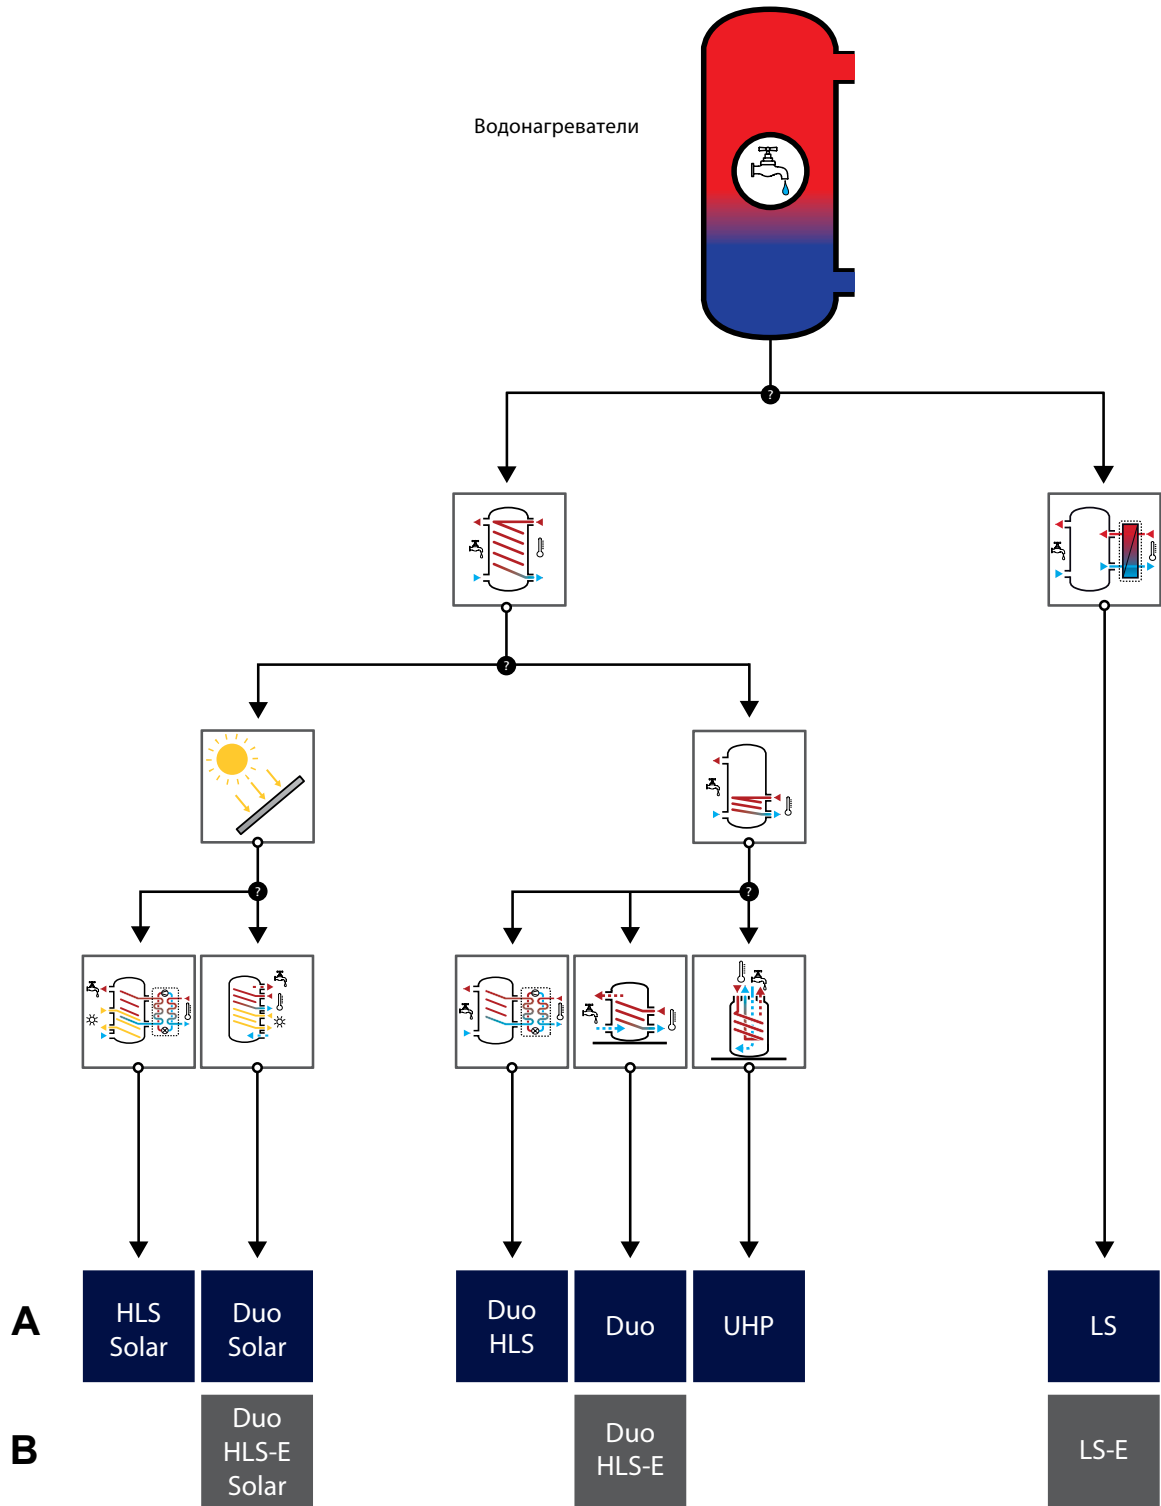 Водонагреватели
?
?
?
?
A
HLS
Solar
Duo
Solar
Duo
HLS
Duo
UHP
LS
B
Duo
HLS-E
Solar
Duo
HLS-E
LS-E